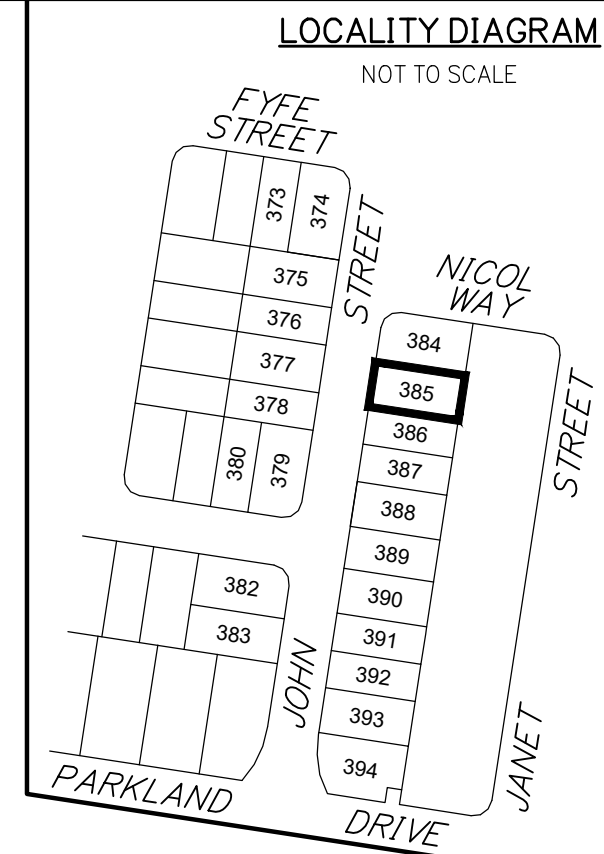 LOCALITY DIAGRAM
NOT TO SCALE
FYFE
STREET
373
374
375
376
377
378
380
379
STREET
NICOL
WAY
384
385
386
387
388
389
390
391
392
393
394
STREET
382
383
JOHN
JANET
PARKLAND
DRIVE